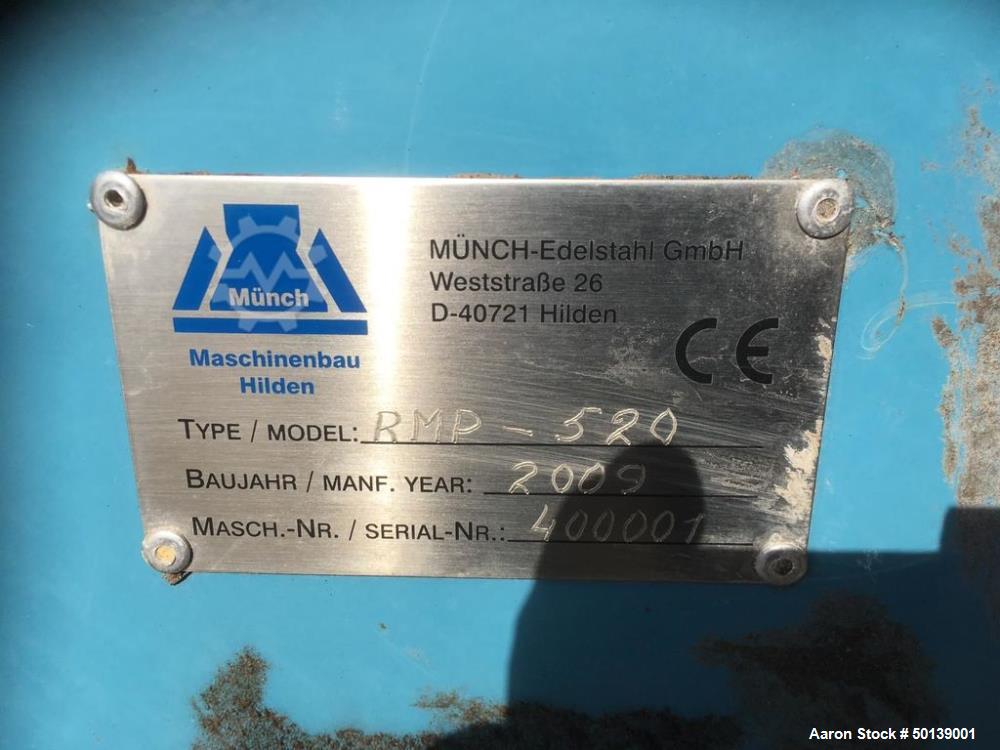 Münch
Maschinenbau
Hilden
MÜNCH-Edelstahl GmbH
Weststraße 26
D-40721 Hilden
CE
TYPE / MODEL: RMP - 520
BAUJAHR / MANF. YEAR: 2009
MASCH.-NR. / SERIAL-NR.: 400001
Aaron Stock # 50139001